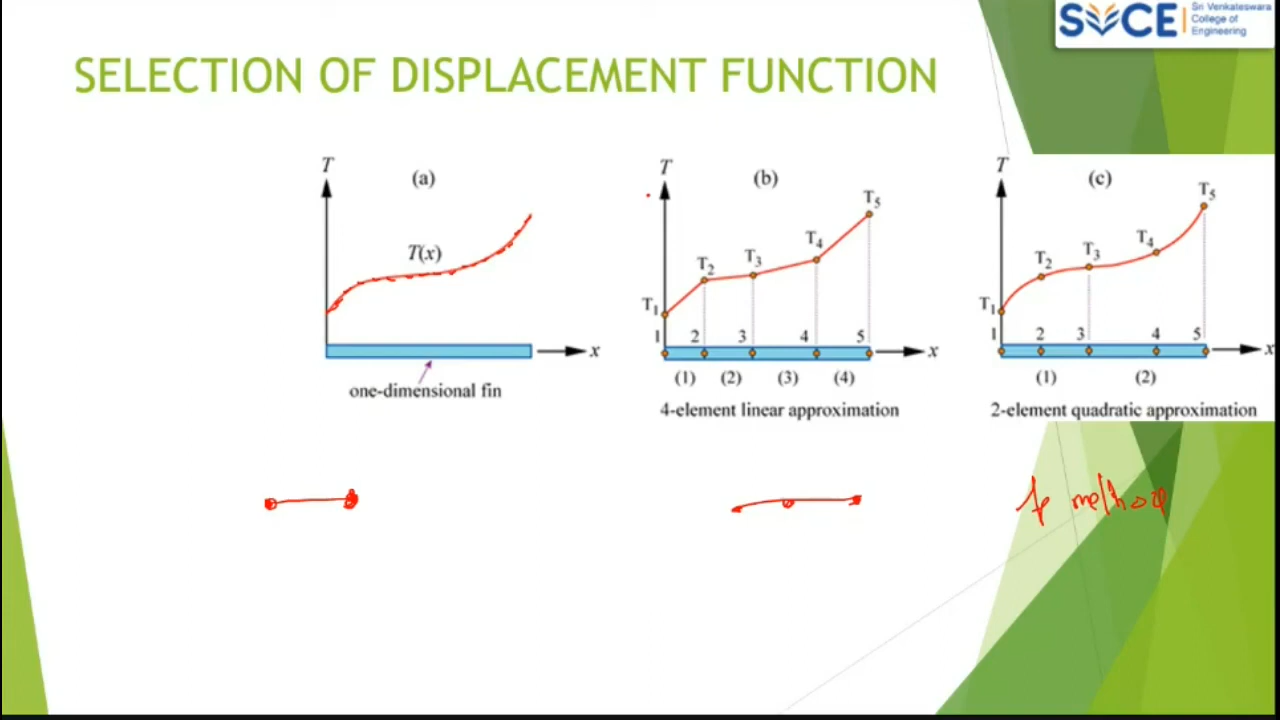 SVCE
Sri Venkateswara
College of
Engineering
SELECTION OF DISPLACEMENT FUNCTION
T
(a)
T(x)
x
one-dimensional fin
T
(b)
T5
T4
T3
T2
T1
1 2 3 4 5
x
(1) (2) (3) (4)
4-element linear approximation
T
(c)
T5
T4
T3
T2
T1
1 2 3 4 5
x
(1) (2)
2-element quadratic approximation
method